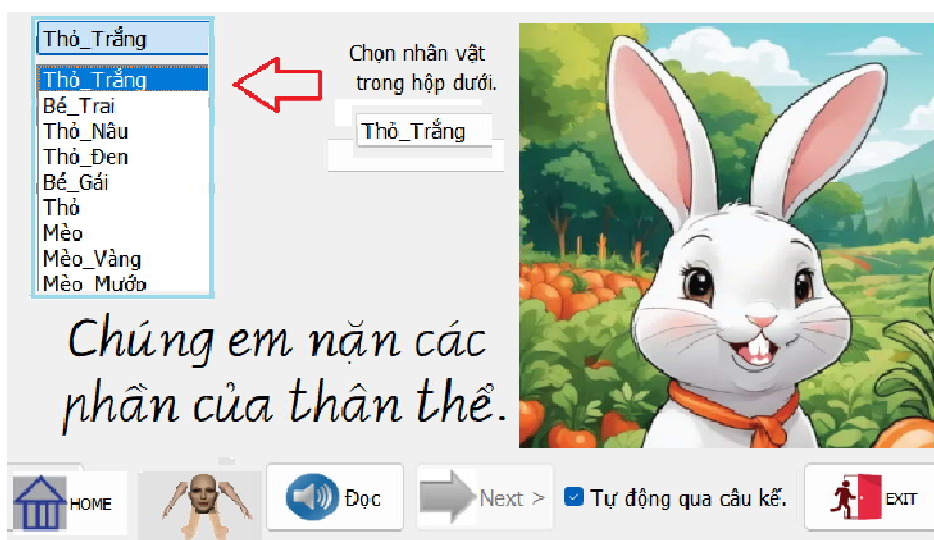 Thỏ_Trắng
Thỏ_Trắng
Bé_Trai
Thỏ_Nâu
Thỏ_Đen
Bé_Gái
Thỏ
Mèo
Mèo_Vàng
Mèo_Mướp
Chọn nhân vật
trong hộp dưới.
Thỏ_Trắng
Chúng em nặn các
phần của thân thể.
HOME
Đọc
Next >
Tự động qua câu kế.
EXIT